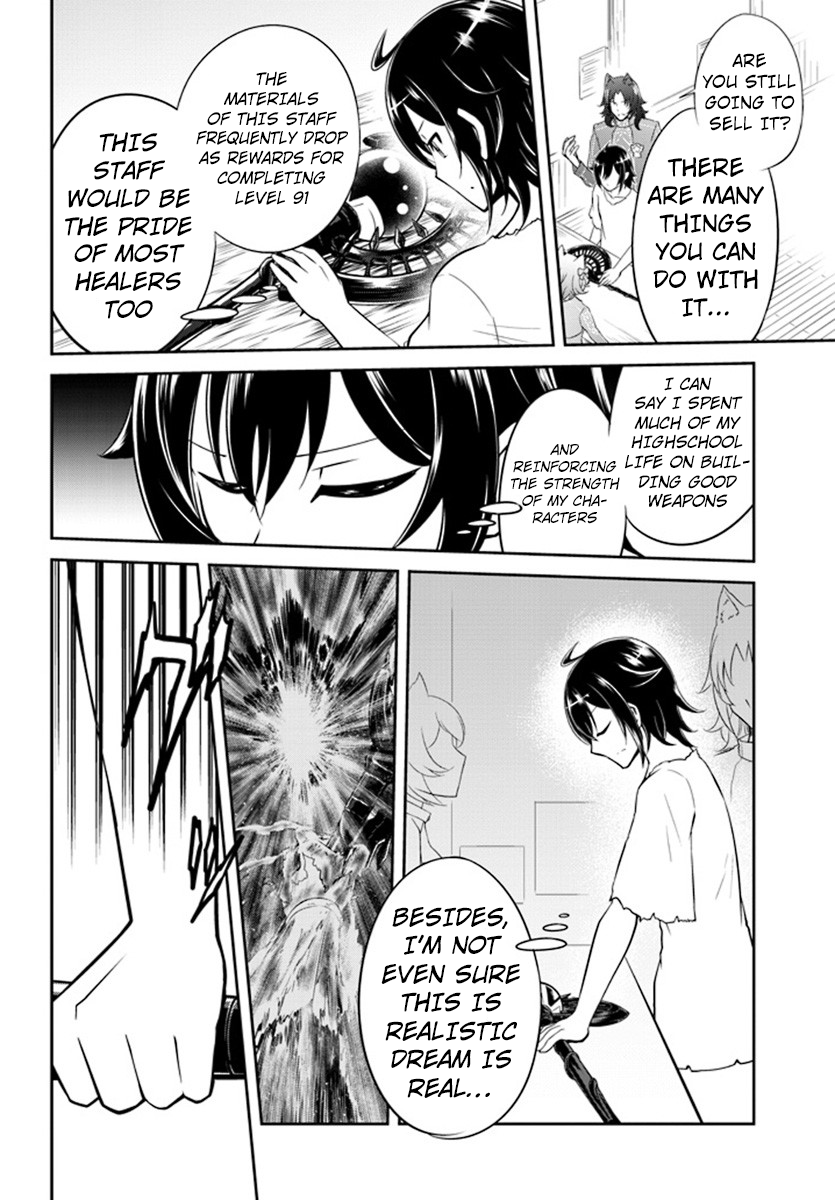 ARE
YOU STILL
GOING TO
SELL IT?
THERE
ARE MANY
THINGS
YOU CAN
DO WITH
IT...
THE
MATERIALS
OF THIS STAFF
FREQUENTLY DROP
AS REWARDS FOR
COMPLETING
LEVEL 91
THIS
STAFF
WOULD BE
THE PRIDE
OF MOST
HEALERS
TOO
I CAN
SAY I SPENT
MUCH OF MY
HIGHSCHOOL
LIFE ON BUIL-
DING GOOD
WEAPONS
AND
REINFORCING
THE STRENGTH
OF MY CHA-
RACTERS
BESIDES,
I'M NOT
EVEN SURE
THIS IS
REALISTIC
DREAM IS
REAL...